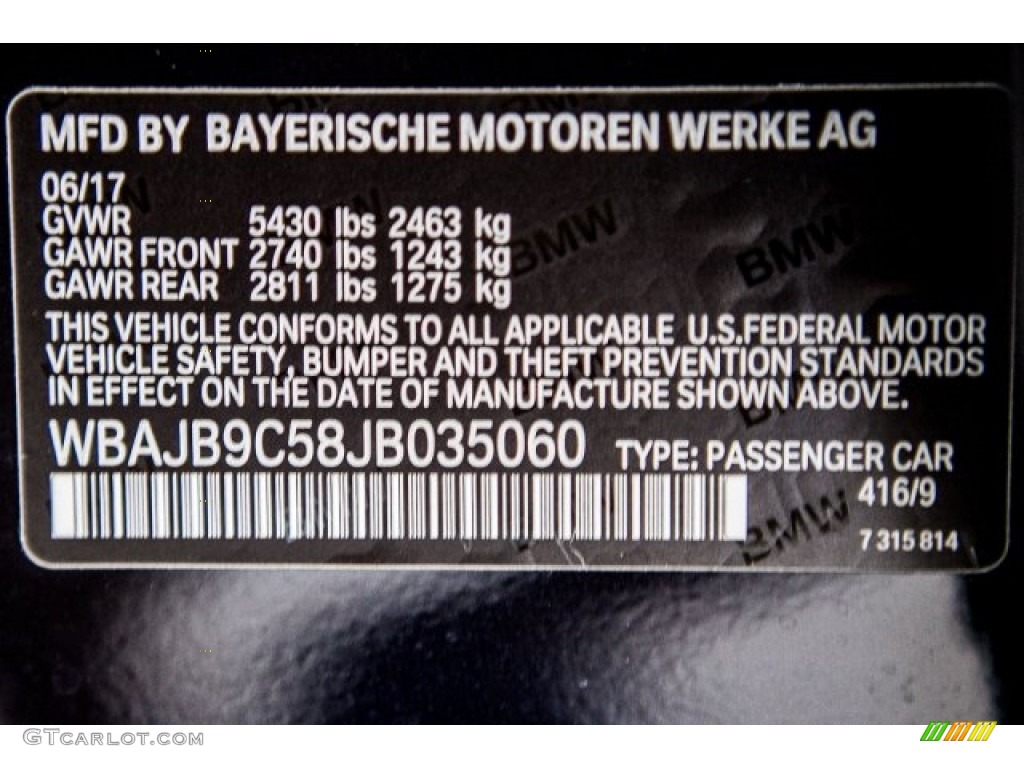 MFD BY BAYERISCHE MOTOREN WERKE AG
06/17
GVWR 5430 lbs 2463 kg
GAWR FRONT 2740 lbs 1243 kg
GAWR REAR 2811 lbs 1275 kg
THIS VEHICLE CONFORMS TO ALL APPLICABLE U.S.FEDERAL MOTOR
VEHICLE SAFETY, BUMPER AND THEFT PREVENTION STANDARDS
IN EFFECT ON THE DATE OF MANUFACTURE SHOWN ABOVE.
WBAJB9C58JB035060 TYPE: PASSENGER CAR
416/9
7 315 814
BMW
BMW
BMW
GTCARLOT.COM